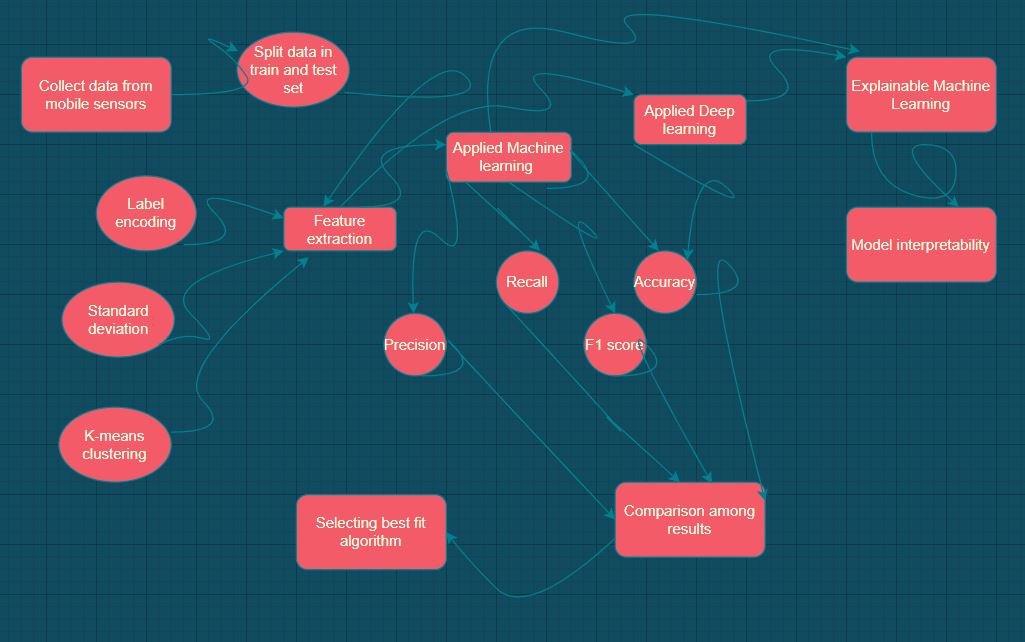 Collect data from
mobile sensors
Split data in
train and test
set
Explainable Machine
Learning
Applied Deep
learning
Applied Machine
learning
Label
encoding
Feature
extraction
Model interpretability
Recall
Accuracy
Standard
deviation
Precision
F1 score
K-means
clustering
Selecting best fit
algorithm
Comparison among
results